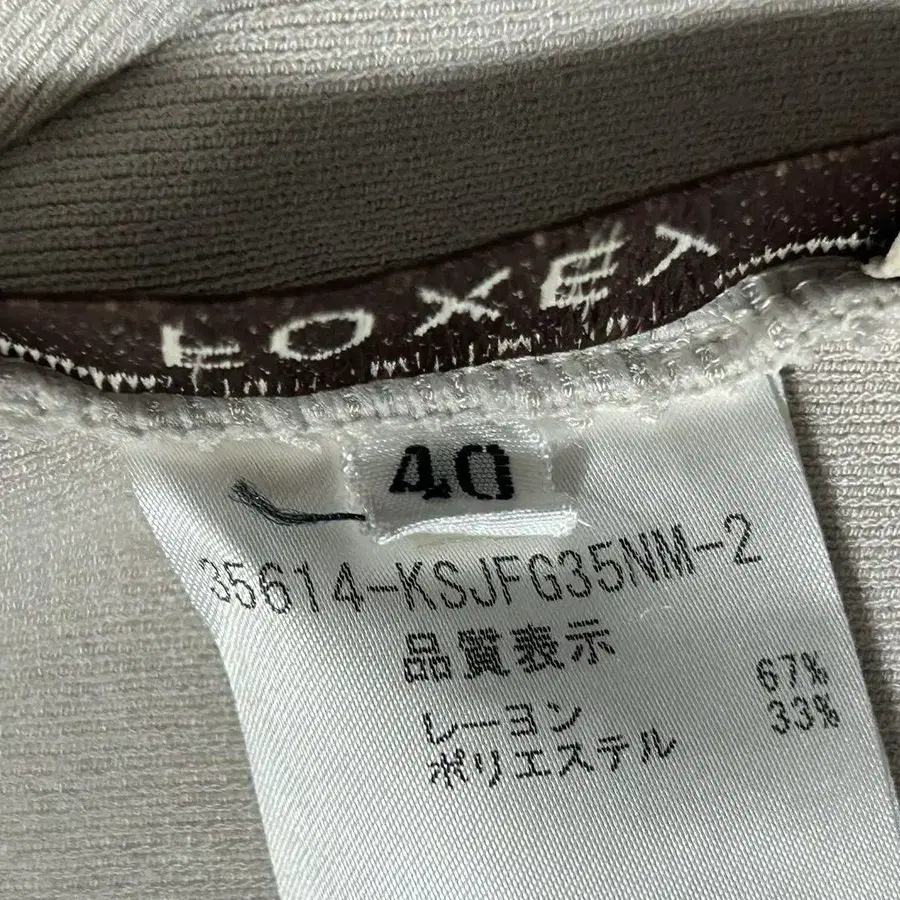 LOXET
40
35614-KSJFG35NM-2
品質表示
レーヨン 67%
ポリエステル 33%